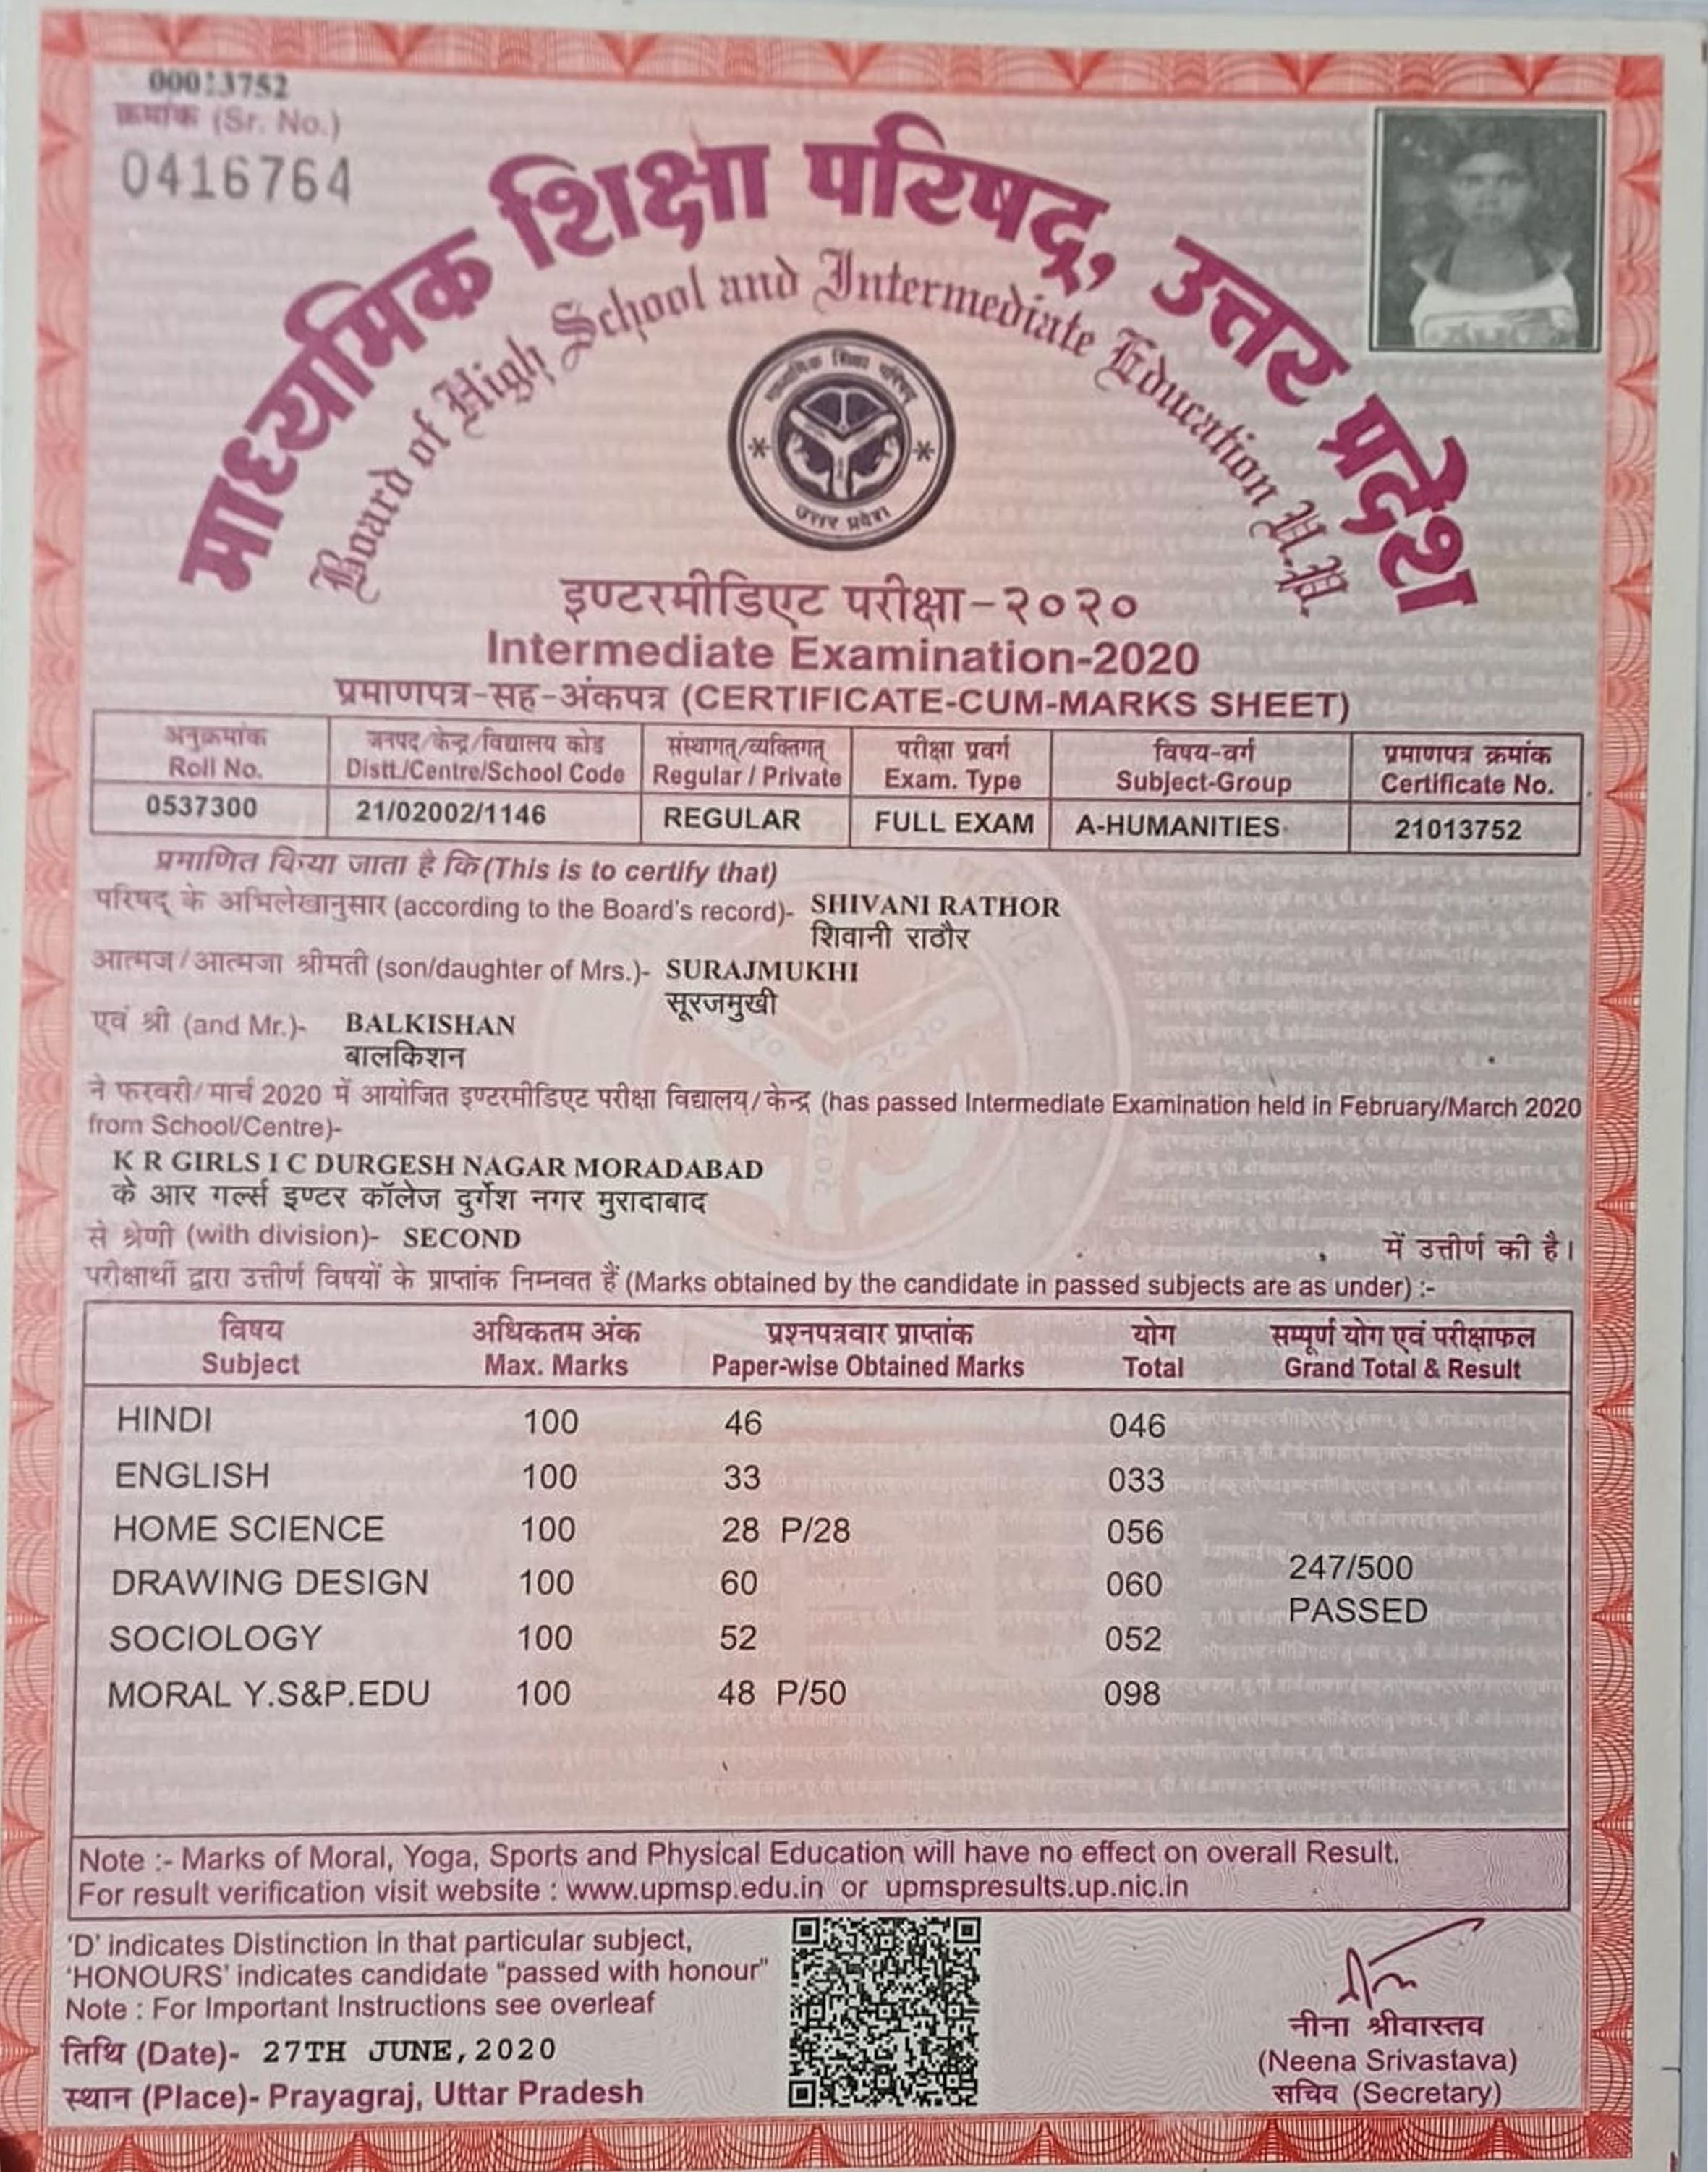 00013752
क्रमांक (Sr. No.)
0416764
माध्यमिक शिक्षा परिषद्, उत्तर प्रदेश
Board of High School and Intermediate Education U.P.
माध्यमिक शिक्षा परिषद्
उत्तर प्रदेश
इण्टरमीडिएट परीक्षा-२०२०
Intermediate Examination-2020
प्रमाणपत्र-सह-अंकपत्र (CERTIFICATE-CUM-MARKS SHEET)
अनुक्रमांक जनपद/केन्द्र/विद्यालय कोड संस्थागत्/व्यक्तिगत् परीक्षा प्रवर्ग विषय-वर्ग प्रमाणपत्र क्रमांक
Roll No. Distt./Centre/School Code Regular / Private Exam. Type Subject-Group Certificate No.
0537300 21/02002/1146 REGULAR FULL EXAM A-HUMANITIES 21013752
प्रमाणित किया जाता है कि (This is to certify that)
परिषद् के अभिलेखानुसार (according to the Board's record)- SHIVANI RATHOR
शिवानी राठौर
आत्मज/आत्मजा श्रीमती (son/daughter of Mrs.)- SURAJMUKHI
सूरजमुखी
एवं श्री (and Mr.)- BALKISHAN
बालकिशन
ने फरवरी/मार्च 2020 में आयोजित इण्टरमीडिएट परीक्षा विद्यालय/केन्द्र (has passed Intermediate Examination held in February/March 2020
from School/Centre)-
K R GIRLS I C DURGESH NAGAR MORADABAD
के आर गर्ल्स इण्टर कॉलेज दुर्गेश नगर मुरादाबाद
से श्रेणी (with division)- SECOND में उत्तीर्ण की है।
परीक्षार्थी द्वारा उत्तीर्ण विषयों के प्राप्तांक निम्नवत हैं (Marks obtained by the candidate in passed subjects are as under) :-
विषय अधिकतम अंक प्रश्नपत्रवार प्राप्तांक योग सम्पूर्ण योग एवं परीक्षाफल
Subject Max. Marks Paper-wise Obtained Marks Total Grand Total & Result
HINDI 100 46 046
ENGLISH 100 33 033
HOME SCIENCE 100 28 P/28 056
DRAWING DESIGN 100 60 060
247/500
PASSED
SOCIOLOGY 100 52 052
MORAL Y.S&P.EDU 100 48 P/50 098
Note :- Marks of Moral, Yoga, Sports and Physical Education will have no effect on overall Result.
For result verification visit website : www.upmsp.edu.in or upmspresults.up.nic.in
'D' indicates Distinction in that particular subject,
'HONOURS' indicates candidate "passed with honour"
Note : For Important Instructions see overleaf
तिथि (Date)- 27TH JUNE, 2020
स्थान (Place)- Prayagraj, Uttar Pradesh
नीना श्रीवास्तव
(Neena Srivastava)
सचिव (Secretary)